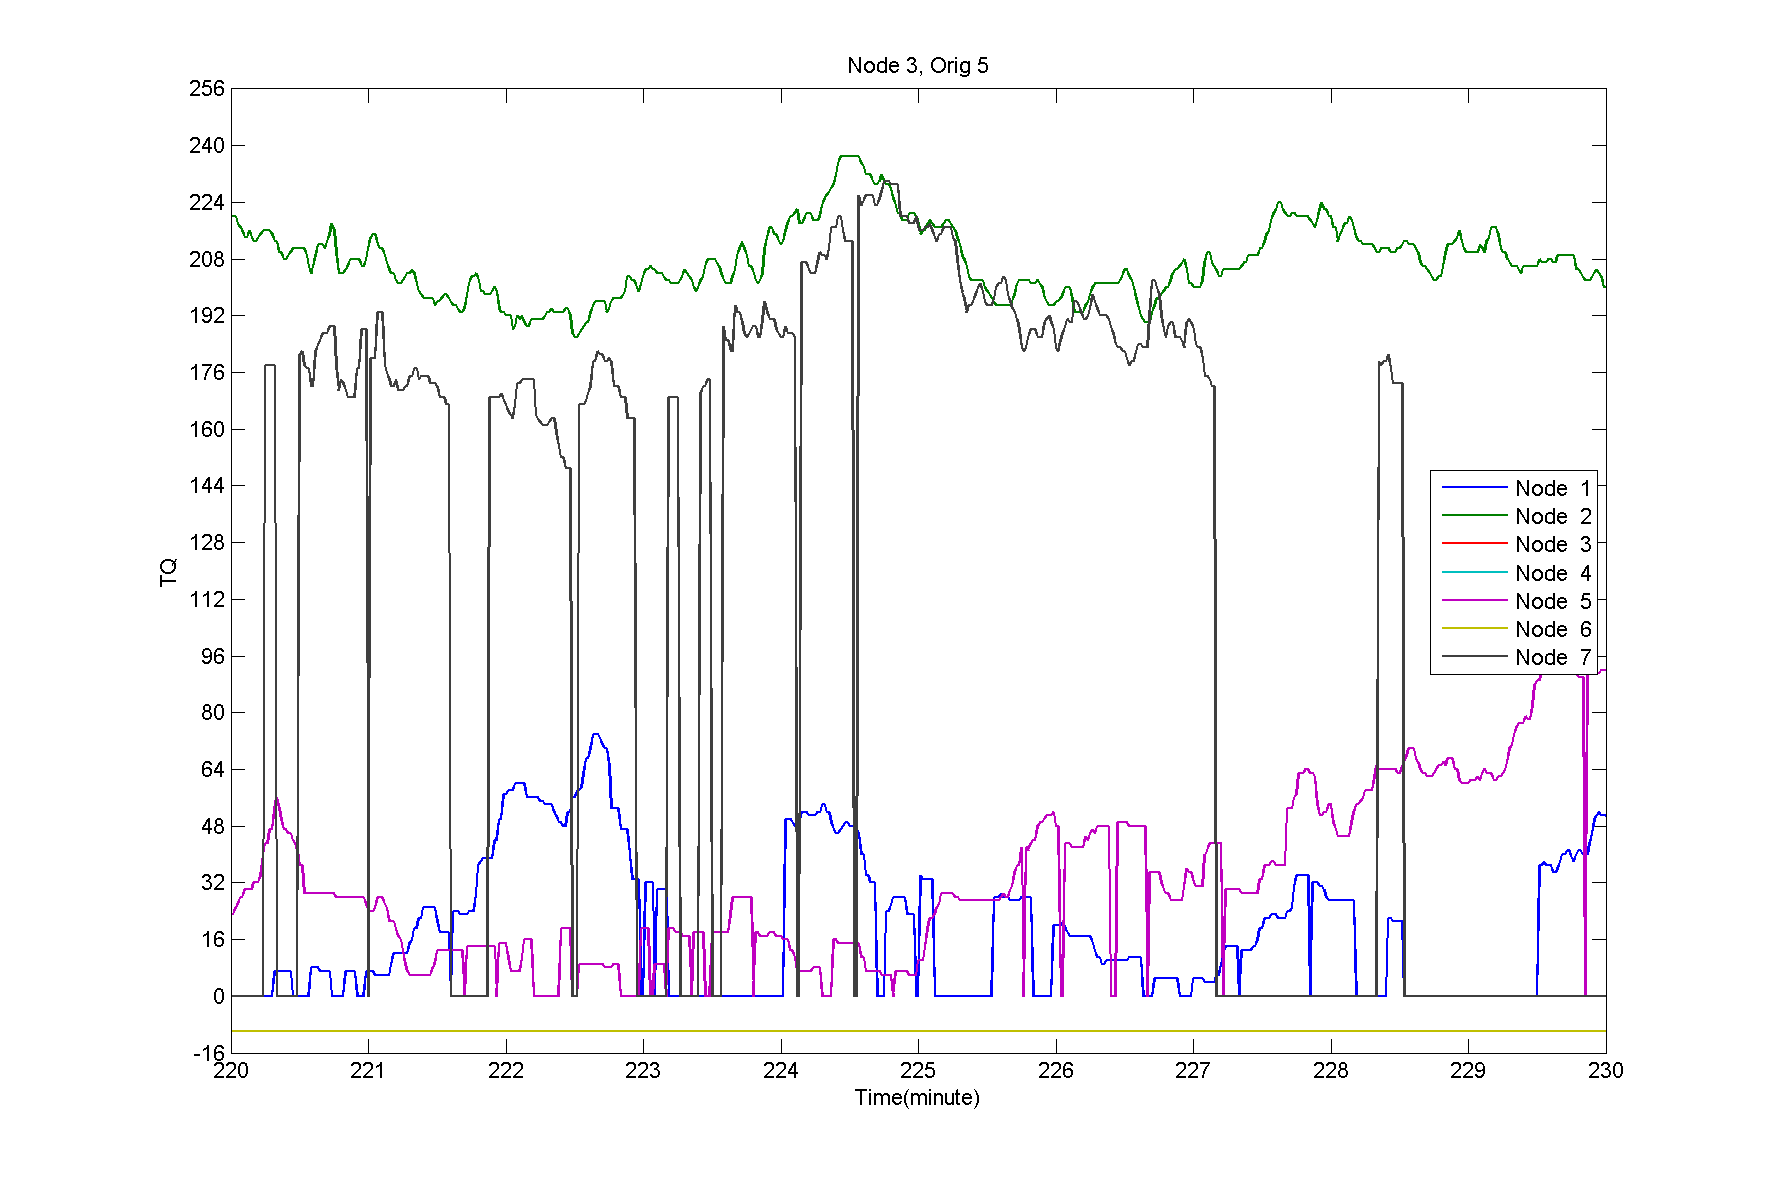 Node 3, Orig 5
256
240
224
208
192
176
160
144
128
112
96
80
64
48
32
16
0
-16
TQ
Node 1
Node 2
Node 3
Node 4
Node 5
Node 6
Node 7
220 221 222 223 224 225 226 227 228 229 230
Time(minute)